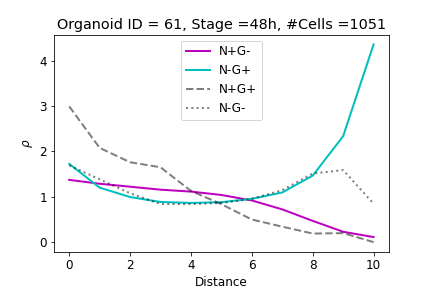 Organoid ID = 61, Stage =48h, #Cells =1051
N+G-
N-G+
N+G+
N-G-
ρ
4
3
2
1
0
0 2 4 6 8 10
Distance